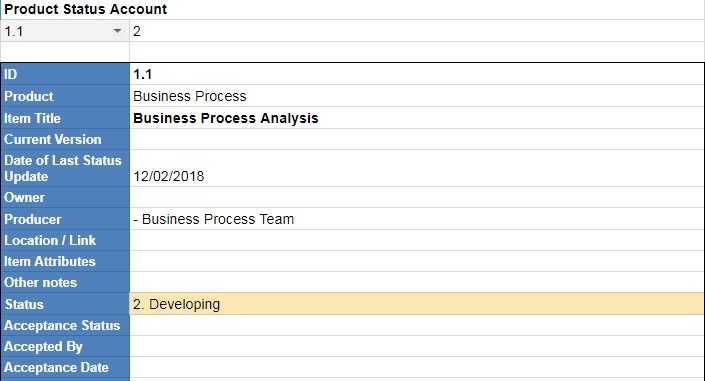 Product Status Account
1.1 2
ID 1.1
Product Business Process
Item Title Business Process Analysis
Current Version
Date of Last Status
Update 12/02/2018
Owner
Producer - Business Process Team
Location / Link
Item Attributes
Other notes
Status 2. Developing
Acceptance Status
Accepted By
Acceptance Date